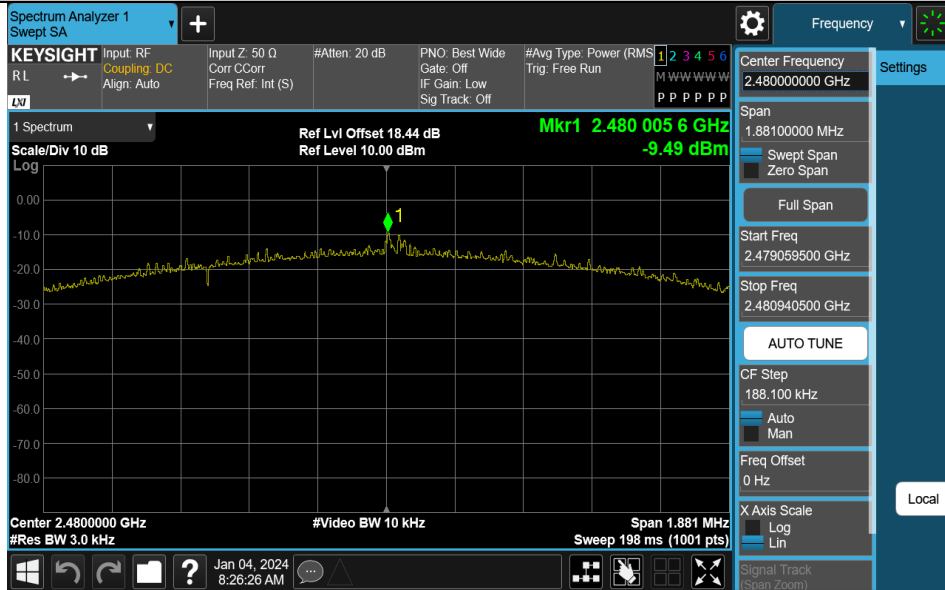 Spectrum Analyzer 1
Swept SA
Frequency
KEYSIGHT
R L
LXI
Input: RF
Coupling: DC
Align: Auto
Input Z: 50 Ω
Corr CCorr
Freq Ref: Int (S)
#Atten: 20 dB
PNO: Best Wide
Gate: Off
IF Gain: Low
Sig Track: Off
#Avg Type: Power (RMS
Trig: Free Run
1 2 3 4 5 6
M W W W W W
P P P P P P
1 Spectrum
Scale/Div 10 dB
Log
Ref Lvl Offset 18.44 dB
Ref Level 10.00 dBm
Mkr1 2.480 005 6 GHz
-9.49 dBm
1
0.00
-10.0
-20.0
-30.0
-40.0
-50.0
-60.0
-70.0
-80.0
Center 2.4800000 GHz
#Res BW 3.0 kHz
#Video BW 10 kHz
Span 1.881 MHz
Sweep 198 ms (1001 pts)
Jan 04, 2024
8:26:26 AM
?
Center Frequency
2.480000000 GHz
Span
1.88100000 MHz
Swept Span
Zero Span
Full Span
Start Freq
2.479059500 GHz
Stop Freq
2.480940500 GHz
AUTO TUNE
CF Step
188.100 kHz
Auto
Man
Freq Offset
0 Hz
X Axis Scale
Log
Lin
Signal Track
(Span Zoom)
Settings
Local